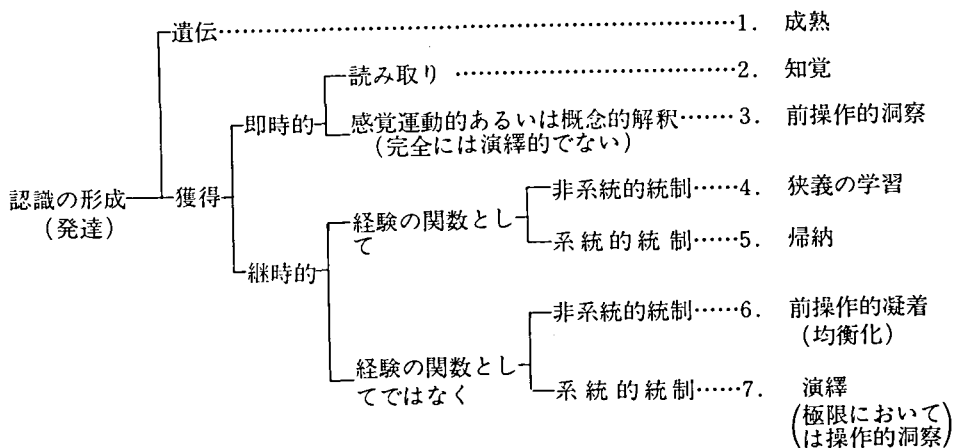 遺伝……1. 成熟
読み取り……2. 知覚
即時的
感覚運動的あるいは概念的解釈……3. 前操作的洞察
(完全には演繹的でない)
認識の形成
(発達)
獲得
非系統的統制……4. 狭義の学習
経験の関数とし
て
系統的統制……5. 帰納
継時的
非系統的統制……6. 前操作的凝着
(均衡化)
経験の関数とし
てではなく
系統的統制……7. 演繹
(極限において
は操作的洞察)